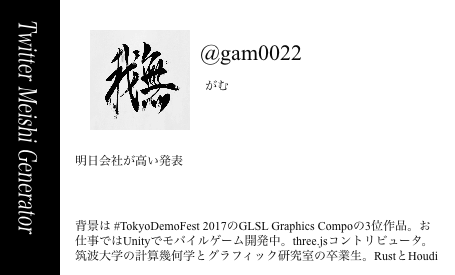 Twitter Meishi Generator
@gam0022
がむ
明日会社が高い発表
背景は #TokyoDemoFest 2017のGLSL Graphics Compoの3位作品。お
仕事ではUnityでモバイルゲーム開発中。three.jsコントリビュータ。
筑波大学の計算幾何学とグラフィック研究室の卒業生。RustとHoudi